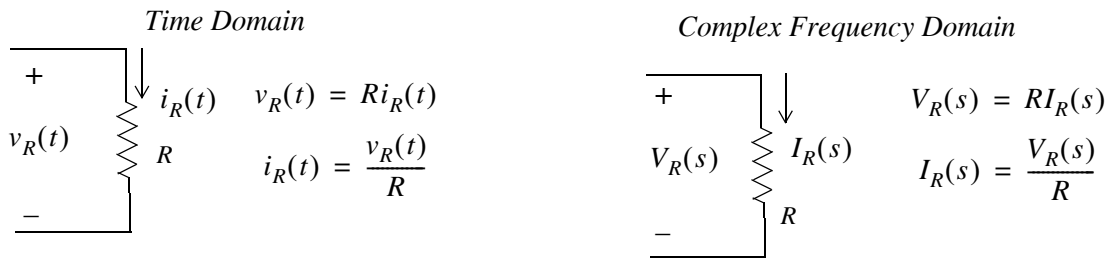 Time Domain
+
v_R(t)
−
i_R(t)
R
v_R(t) = Ri_R(t)
i_R(t) = v_R(t)/R
Complex Frequency Domain
+
V_R(s)
−
I_R(s)
R
V_R(s) = RI_R(s)
I_R(s) = V_R(s)/R